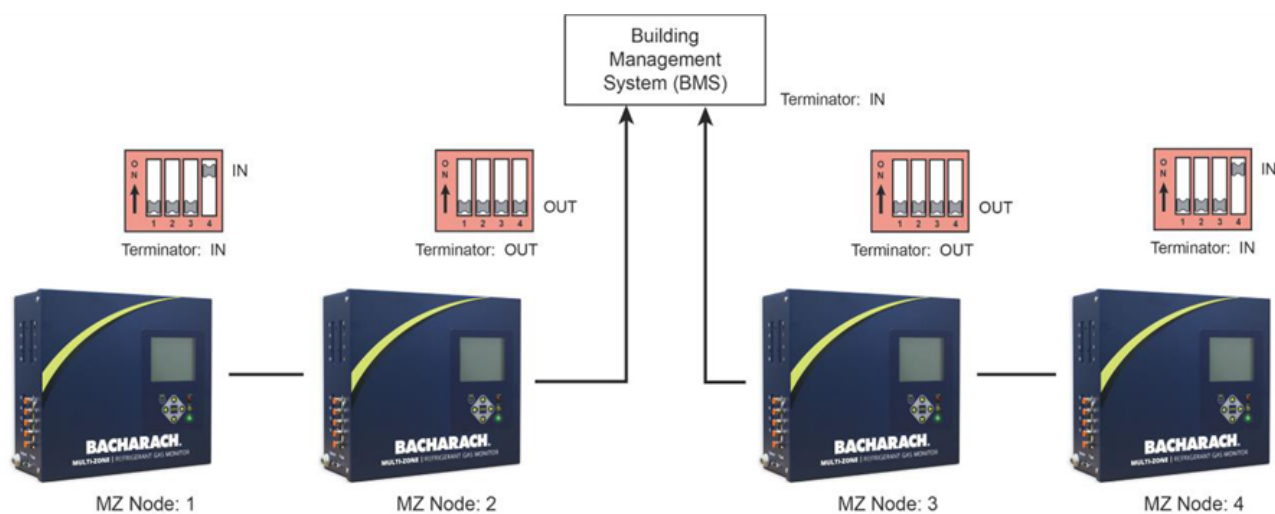 Building
Management
System (BMS)
Terminator: IN
ON
1 2 3 4
IN
Terminator: IN
ON
1 2 3 4
OUT
Terminator: OUT
ON
1 2 3 4
OUT
Terminator: OUT
ON
1 2 3 4
IN
Terminator: IN
BACHARACH
MULTI-ZONE | REFRIGERANT GAS MONITOR
MZ Node: 1
BACHARACH
MULTI-ZONE | REFRIGERANT GAS MONITOR
MZ Node: 2
BACHARACH
MULTI-ZONE | REFRIGERANT GAS MONITOR
MZ Node: 3
BACHARACH
MULTI-ZONE | REFRIGERANT GAS MONITOR
MZ Node: 4